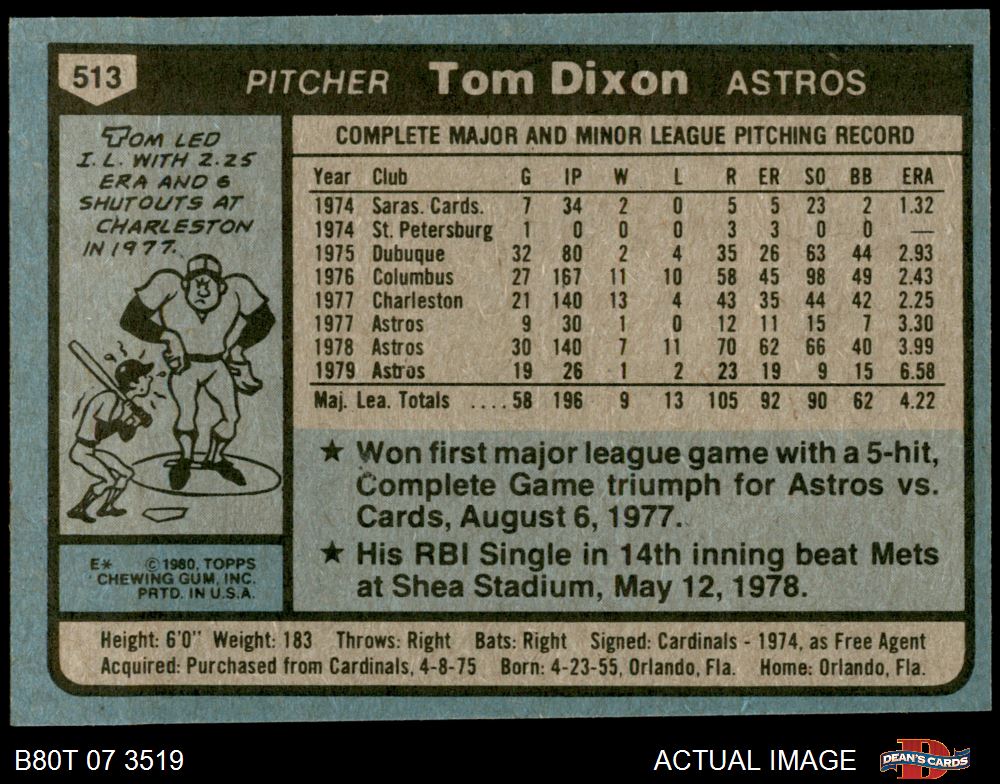 513 PITCHER Tom Dixon ASTROS
TOM LED
I.L. WITH 2.25
ERA AND 6
SHUTOUTS AT
CHARLESTON
IN 1977.
COMPLETE MAJOR AND MINOR LEAGUE PITCHING RECORD
Year Club G IP W L R ER SO BB ERA
1974 Saras. Cards. 7 34 2 0 5 5 23 2 1.32
1974 St. Petersburg 1 0 0 0 3 3 0 0 —
1975 Dubuque 32 80 2 4 35 26 63 44 2.93
1976 Columbus 27 167 11 10 58 45 98 49 2.43
1977 Charleston 21 140 13 4 43 35 44 42 2.25
1977 Astros 9 30 1 0 12 11 15 7 3.30
1978 Astros 30 140 7 11 70 62 66 40 3.99
1979 Astros 19 26 1 2 23 19 9 15 6.58
Maj. Lea. Totals ....58 196 9 13 105 92 90 62 4.22
★ Won first major league game with a 5-hit,
Complete Game triumph for Astros vs.
Cards, August 6, 1977.
★ His RBI Single in 14th inning beat Mets
at Shea Stadium, May 12, 1978.
E* ©1980, TOPPS
CHEWING GUM, INC.
PRTD. IN U.S.A.
Height: 6'0" Weight: 183 Throws: Right Bats: Right Signed: Cardinals - 1974, as Free Agent
Acquired: Purchased from Cardinals, 4-8-75 Born: 4-23-55, Orlando, Fla. Home: Orlando, Fla.
B80T 07 3519 ACTUAL IMAGE D DEAN'S CARDS